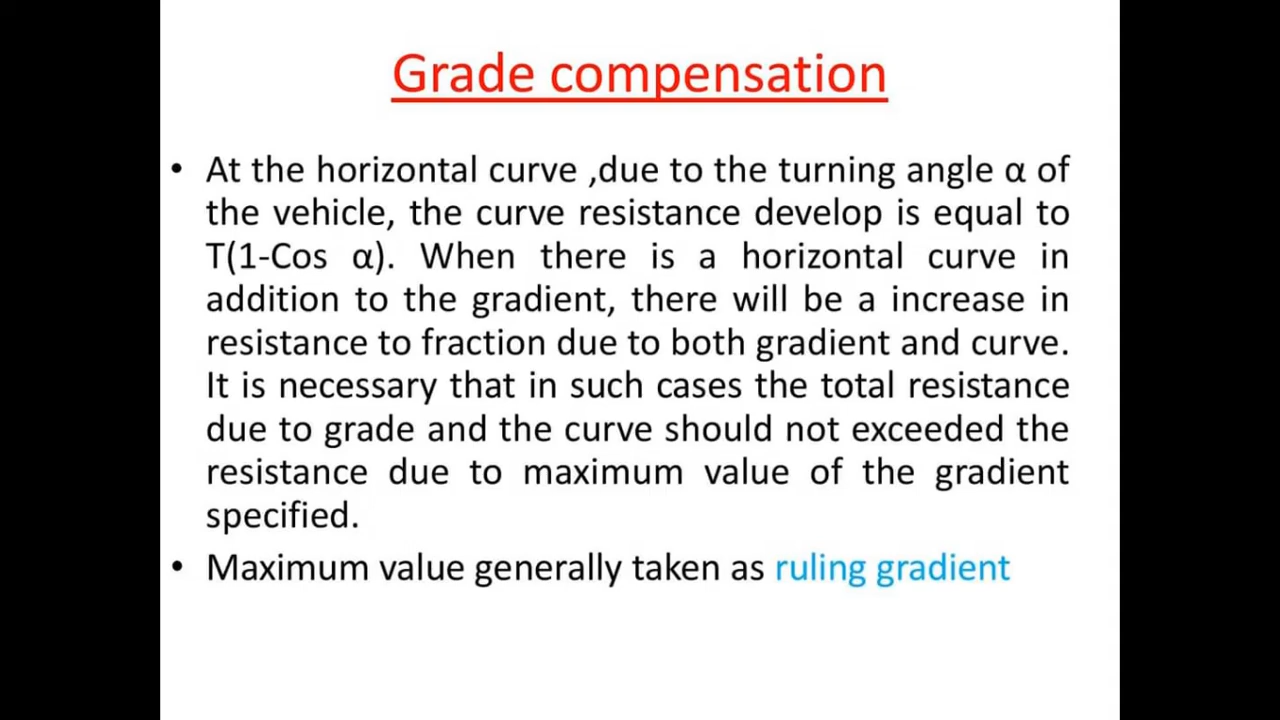 Grade compensation
• At the horizontal curve ,due to the turning angle α of
the vehicle, the curve resistance develop is equal to
T(1-Cos α). When there is a horizontal curve in
addition to the gradient, there will be a increase in
resistance to fraction due to both gradient and curve.
It is necessary that in such cases the total resistance
due to grade and the curve should not exceeded the
resistance due to maximum value of the gradient
specified.
• Maximum value generally taken as ruling gradient